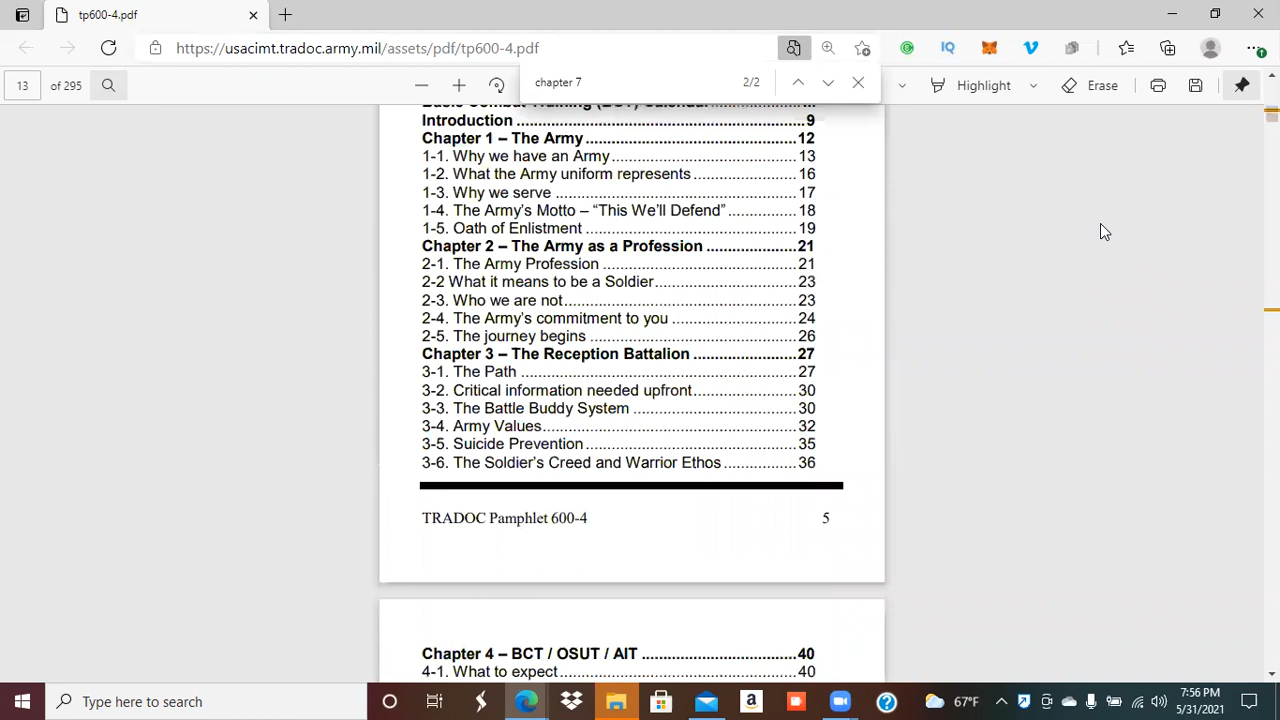 tp600-4.pdf
https://usacimt.tradoc.army.mil/assets/pdf/tp600-4.pdf
13 of 295
chapter 7 2/2
Highlight
Erase
Introduction 9
Chapter 1 – The Army 12
1-1. Why we have an Army 13
1-2. What the Army uniform represents 16
1-3. Why we serve 17
1-4. The Army's Motto – “This We'll Defend” 18
1-5. Oath of Enlistment 19
Chapter 2 – The Army as a Profession 21
2-1. The Army Profession 21
2-2 What it means to be a Soldier 23
2-3. Who we are not 23
2-4. The Army's commitment to you 24
2-5. The journey begins 26
Chapter 3 – The Reception Battalion 27
3-1. The Path 27
3-2. Critical information needed upfront 30
3-3. The Battle Buddy System 30
3-4. Army Values 32
3-5. Suicide Prevention 35
3-6. The Soldier's Creed and Warrior Ethos 36
TRADOC Pamphlet 600-4 5
Chapter 4 – BCT / OSUT / AIT 40
4-1. What to expect 40
Type here to search
67°F
7:56 PM
5/31/2021